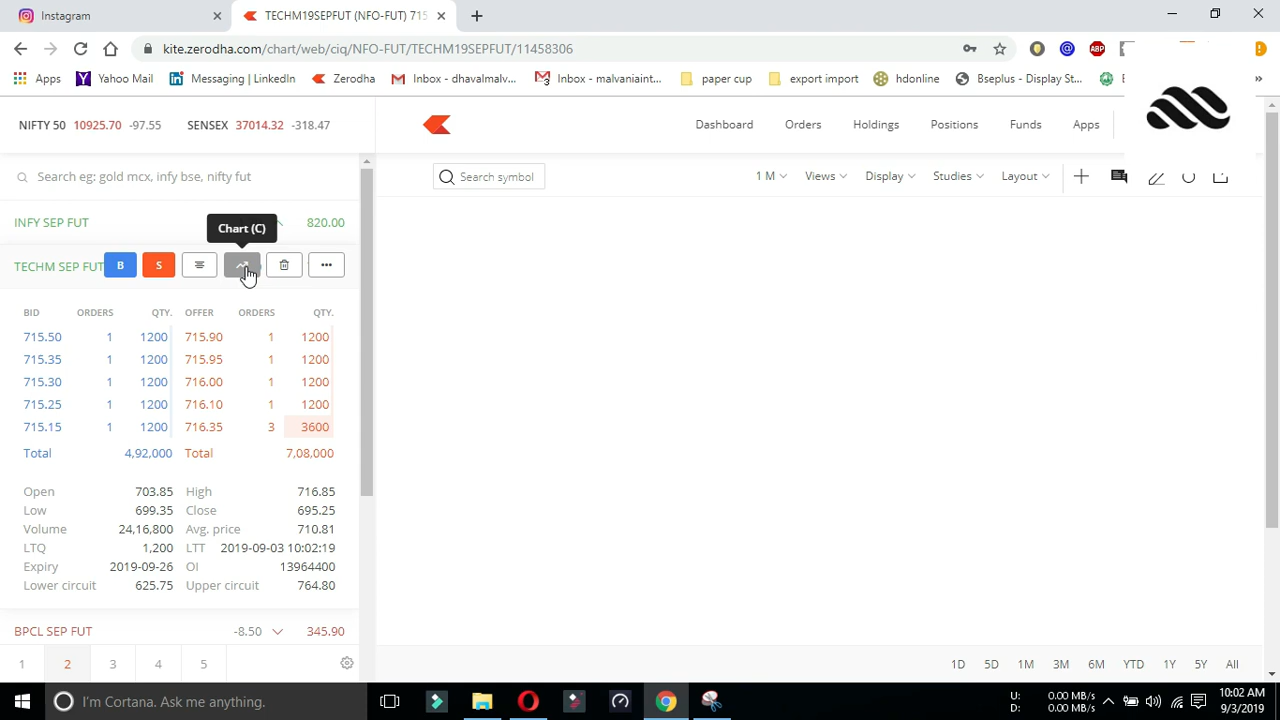 Instagram
TECHM19SEPFUT (NFO-FUT) 715
kite.zerodha.com/chart/web/ciq/NFO-FUT/TECHM19SEPFUT/11458306
ABP
Apps Yahoo Mail Messaging | LinkedIn Zerodha Inbox - dhavalmalv... Inbox - malvaniaint... paper cup export import hdonline Bseplus - Display St...
NIFTY 50 10925.70 -97.55 SENSEX 37014.32 -318.47
Dashboard Orders Holdings Positions Funds Apps
Search eg: gold mcx, infy bse, nifty fut
Search symbol 1 M Views Display Studies Layout
INFY SEP FUT 820.00
Chart (C)
TECHM SEP FUT B S
BID ORDERS QTY. OFFER ORDERS QTY.
715.50 1 1200 715.90 1 1200
715.35 1 1200 715.95 1 1200
715.30 1 1200 716.00 1 1200
715.25 1 1200 716.10 1 1200
715.15 1 1200 716.35 3 3600
Total 4,92,000 Total 7,08,000
Open 703.85 High 716.85
Low 699.35 Close 695.25
Volume 24,16,800 Avg. price 710.81
LTQ 1,200 LTT 2019-09-03 10:02:19
Expiry 2019-09-26 OI 13964400
Lower circuit 625.75 Upper circuit 764.80
BPCL SEP FUT -8.50 345.90
1 2 3 4 5
1D 5D 1M 3M 6M YTD 1Y 5Y All
I'm Cortana. Ask me anything.
U: 0.00 MB/s
D: 0.00 MB/s
10:02 AM
9/3/2019